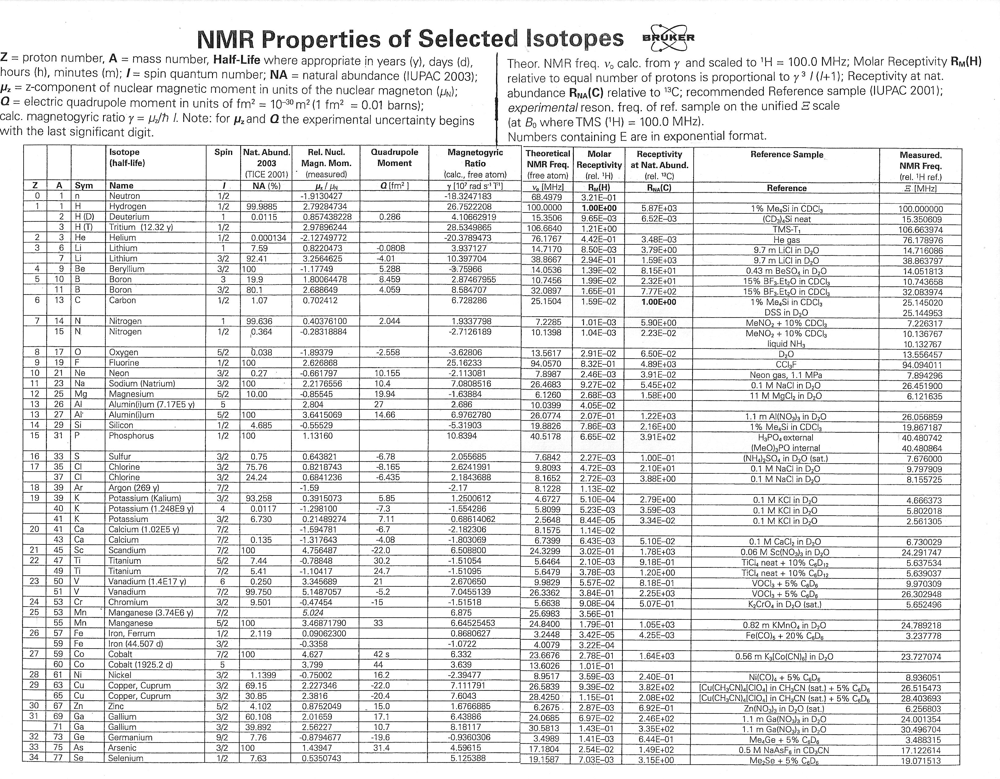 NMR Properties of Selected Isotopes BRUKER
Z = proton number, A = mass number, Half-Life where appropriate in years (y), days (d),
hours (h), minutes (m); I = spin quantum number; NA = natural abundance (IUPAC 2003);
μz = z-component of nuclear magnetic moment in units of the nuclear magneton (μN);
Q = electric quadrupole moment in units of fm² = 10⁻³⁰ m² (1 fm² = 0.01 barns);
calc. magnetogyric ratio γ = μz/ħ I. Note: for μz and Q the experimental uncertainty begins
with the last significant digit.
Theor. NMR freq. ν₀ calc. from γ and scaled to ¹H = 100.0 MHz; Molar Receptivity RM(H)
relative to equal number of protons is proportional to γ³ I (I+1); Receptivity at nat.
abundance RNA(C) relative to ¹³C; recommended Reference sample (IUPAC 2001);
experimental reson. freq. of ref. sample on the unified Ξ scale
(at B₀ where TMS (¹H) = 100.0 MHz).
Numbers containing E are in exponential format.
Isotope Spin Nat. Abund. Rel. Nucl. Quadrupole Magnetogyric Theoretical Molar Receptivity Reference Sample Measured.
(half-life) 2003 Magn. Mom. Moment Ratio NMR Freq. Receptivity at Nat. Abund. NMR Freq.
(TICE 2001) (measured) (calc., free atom) (free atom) (rel. ¹H) (rel. ¹³C) (rel. ¹H ref.)
Z A Sym Name I NA (%) μz / μN Q [fm²] γ [10⁷ rad s⁻¹ T¹] ν₀ [MHz] RM(H) RNA(C) Reference Ξ [MHz]
0 1 n Neutron 1/2 -1.9130427 -18.3247183 68.4979 3.21E–01
1 1 H Hydrogen 1/2 99.9885 2.79284734 26.7522208 100.0000 1.00E+00 5.87E+03 1% Me₄Si in CDCl₃ 100.000000
2 H (D) Deuterium 1 0.0115 0.857438228 0.286 4.10662919 15.3506 9.65E–03 6.52E–03 (CD₃)₄Si neat 15.350609
3 H (T) Tritium (12.32 y) 1/2 2.97896244 28.5349865 106.6640 1.21E+00 TMS-T₁ 106.663974
2 3 He Helium 1/2 0.000134 -2.12749772 -20.3789473 76.1767 4.42E–01 3.48E–03 He gas 76.178976
3 6 Li Lithium 1 7.59 0.8220473 -0.0808 3.937127 14.7170 8.50E–03 3.79E+00 9.7 m LiCl in D₂O 14.716086
7 Li Lithium 3/2 92.41 3.2564625 -4.01 10.397704 38.8667 2.94E–01 1.59E+03 9.7 m LiCl in D₂O 38.863797
4 9 Be Beryllium 3/2 100 -1.17749 5.288 -3.75966 14.0536 1.39E–02 8.15E+01 0.43 m BeSO₄ in D₂O 14.051813
5 10 B Boron 3 19.9 1.80064478 8.459 2.87467955 10.7456 1.99E–02 2.32E+01 15% BF₃.Et₂O in CDCl₃ 10.743658
11 B Boron 3/2 80.1 2.688649 4.059 8.584707 32.0897 1.65E–01 7.77E+02 15% BF₃.Et₂O in CDCl₃ 32.083974
6 13 C Carbon 1/2 1.07 0.702412 6.728286 25.1504 1.59E–02 1.00E+00 1% Me₄Si in CDCl₃ 25.145020
DSS in D₂O 25.144953
7 14 N Nitrogen 1 99.636 0.40376100 2.044 1.9337798 7.2285 1.01E–03 5.90E+00 MeNO₂ + 10% CDCl₃ 7.226317
15 N Nitrogen 1/2 0.364 -0.28318884 -2.7126189 10.1398 1.04E–03 2.23E–02 MeNO₂ + 10% CDCl₃ 10.136767
liquid NH₃ 10.132767
8 17 O Oxygen 5/2 0.038 -1.89379 -2.558 -3.62806 13.5617 2.91E–02 6.50E–02 D₂O 13.556457
9 19 F Fluorine 1/2 100 2.626868 25.16233 94.0570 8.32E–01 4.89E+03 CCl₃F 94.094011
10 21 Ne Neon 3/2 0.27 -0.661797 10.155 -2.113081 7.8987 2.46E–03 3.91E–02 Neon gas, 1.1 MPa 7.894296
11 23 Na Sodium (Natrium) 3/2 100 2.2176556 10.4 7.0808516 26.4683 9.27E–02 5.45E+02 0.1 M NaCl in D₂O 26.451900
12 25 Mg Magnesium 5/2 10.00 -0.85545 19.94 -1.63884 6.1260 2.68E–03 1.58E+00 11 M MgCl₂ in D₂O 6.121635
13 26 Al Alumin(i)um (7.17E5 y) 5 2.804 27 2.686 10.0399 4.05E–02
13 27 Al Alumin(i)um 5/2 100 3.6415069 14.66 6.9762780 26.0774 2.07E–01 1.22E+03 1.1 m Al(NO₃)₃ in D₂O 26.056859
14 29 Si Silicon 1/2 4.685 -0.55529 -5.31903 19.8826 7.86E–03 2.16E+00 1% Me₄Si in CDCl₃ 19.867187
15 31 P Phosphorus 1/2 100 1.13160 10.8394 40.5178 6.65E–02 3.91E+02 H₃PO₄ external 40.480742
(MeO)₃PO internal 40.480864
16 33 S Sulfur 3/2 0.75 0.643821 -6.78 2.055685 7.6842 2.27E–03 1.00E–01 (NH₄)₂SO₄ in D₂O (sat.) 7.676000
17 35 Cl Chlorine 3/2 75.76 0.8218743 -8.165 2.6241991 9.8093 4.72E–03 2.10E+01 0.1 M NaCl in D₂O 9.797909
37 Cl Chlorine 3/2 24.24 0.6841236 -6.435 2.1843688 8.1652 2.72E–03 3.88E+00 0.1 M NaCl in D₂O 8.155725
18 39 Ar Argon (269 y) 7/2 -1.59 -2.17 8.1228 1.13E–02
19 39 K Potassium (Kalium) 3/2 93.258 0.3915073 5.85 1.2500612 4.6727 5.10E–04 2.79E+00 0.1 M KCl in D₂O 4.666373
40 K Potassium (1.248E9 y) 4 0.0117 -1.298100 -7.3 -1.554286 5.8099 5.23E–03 3.59E–03 0.1 M KCl in D₂O 5.802018
41 K Potassium 3/2 6.730 0.21489274 7.11 0.68614062 2.5648 8.44E–05 3.34E–02 0.1 M KCl in D₂O 2.561305
20 41 Ca Calcium (1.02E5 y) 7/2 -1.594781 -6.7 -2.182306 8.1575 1.14E–02
43 Ca Calcium 7/2 0.135 -1.317643 -4.08 -1.803069 6.7399 6.43E–03 5.10E–02 0.1 M CaCl₂ in D₂O 6.730029
21 45 Sc Scandium 7/2 100 4.756487 -22.0 6.508800 24.3299 3.02E–01 1.78E+03 0.06 M Sc(NO₃)₃ in D₂O 24.291747
22 47 Ti Titanium 5/2 7.44 -0.78848 30.2 -1.51054 5.6464 2.10E–03 9.18E–01 TiCl₄ neat + 10% C₆D₁₂ 5.637534
49 Ti Titanium 7/2 5.41 -1.10417 24.7 -1.51095 5.6479 3.78E–03 1.20E+00 TiCl₄ neat + 10% C₆D₁₂ 5.639037
23 50 V Vanadium (1.4E17 y) 6 0.250 3.345689 21 2.670650 9.9829 5.57E–02 8.18E–01 VOCl₃ + 5% C₆D₆ 9.970309
51 V Vanadium 7/2 99.750 5.1487057 -5.2 7.0455139 26.3362 3.84E–01 2.25E+03 VOCl₃ + 5% C₆D₆ 26.302948
24 53 Cr Chromium 3/2 9.501 -0.47454 -15 -1.51518 5.6638 9.08E–04 5.07E–01 K₂CrO₄ in D₂O (sat.) 5.652496
25 53 Mn Manganese (3.74E6 y) 7/2 5.024 6.875 25.6983 3.56E–01
55 Mn Manganese 5/2 100 3.46871790 33 6.64525453 24.8400 1.79E–01 1.05E+03 0.82 m KMnO₄ in D₂O 24.789218
26 57 Fe Iron, Ferrum 1/2 2.119 0.09062300 0.8680627 3.2448 3.42E–05 4.25E–03 Fe(CO)₅ + 20% C₆D₆ 3.237778
59 Fe Iron (44.507 d) 3/2 -0.3358 -1.0722 4.0079 3.22E–04
27 59 Co Cobalt 7/2 100 4.627 42 s 6.332 23.6676 2.78E–01 1.64E+03 0.56 m K₃[Co(CN)₆] in D₂O 23.727074
60 Co Cobalt (1925.2 d) 5 3.799 44 3.639 13.6026 1.01E–01
28 61 Ni Nickel 3/2 1.1399 -0.75002 16.2 -2.39477 8.9517 3.59E–03 2.40E–01 Ni(CO)₄ + 5% C₆D₆ 8.936051
29 63 Cu Copper, Cuprum 3/2 69.15 2.227346 -22.0 7.111791 26.5839 9.39E–02 3.82E+02 [Cu(CH₃CN)₄[ClO₄] in CH₃CN (sat.) + 5% C₆D₆ 26.515473
65 Cu Copper, Cuprum 3/2 30.85 2.3816 -20.4 7.6043 28.4250 1.15E–01 2.08E+02 [Cu(CH₃CN)₄[ClO₄] in CH₃CN (sat.) + 5% C₆D₆ 28.403693
30 67 Zn Zinc 5/2 4.102 0.8752049 15.0 1.6766885 6.2675 2.87E–03 6.92E–01 Zn(NO₃)₃ in D₂O (sat.) 6.256803
31 69 Ga Gallium 3/2 60.108 2.01659 17.1 6.43886 24.0685 6.97E–02 2.46E+02 1.1 m Ga(NO₃)₃ in D₂O 24.001354
71 Ga Gallium 3/2 39.892 2.56227 10.7 8.18117 30.5813 1.43E–01 3.35E+02 1.1 m Ga(NO₃)₃ in D₂O 30.496704
32 73 Ge Germanium 9/2 7.76 -0.8794677 -19.6 -0.9360306 3.4989 1.41E–03 6.44E–01 Me₄Ge + 5% C₆D₆ 3.488315
33 75 As Arsenic 3/2 100 1.43947 31.4 4.59615 17.1804 2.54E–02 1.49E+02 0.5 M NaAsF₆ in CD₃CN 17.122614
34 77 Se Selenium 1/2 7.63 0.5350743 5.125388 19.1587 7.03E–03 3.15E+00 Me₂Se + 5% C₆D₆ 19.071513